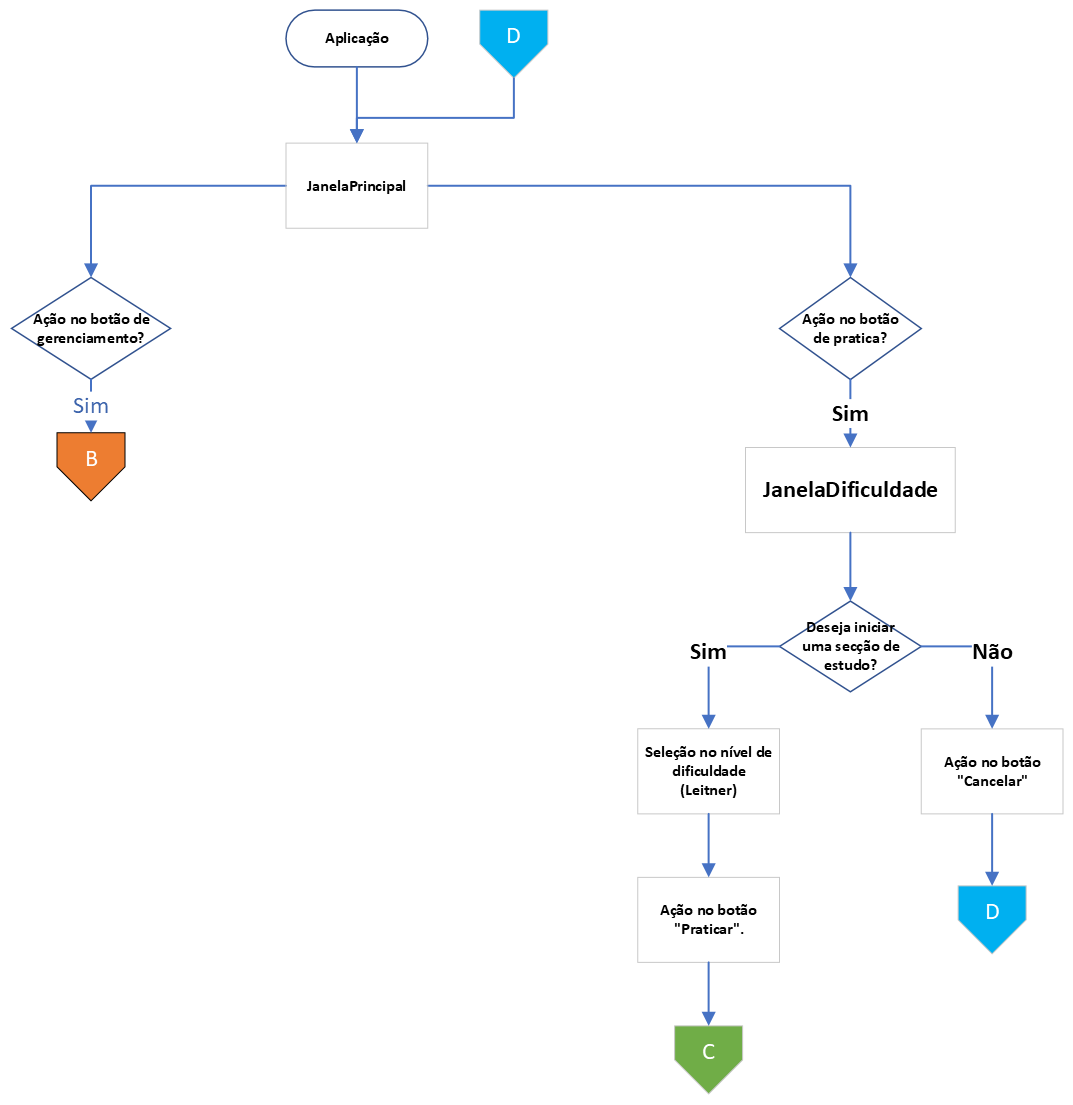 Aplicação
D
JanelaPrincipal
Ação no botão de
gerenciamento?
Sim
B
Ação no botão
de pratica?
Sim
JanelaDificuldade
Deseja iniciar
uma secção de
estudo?
Sim
Não
Seleção no nível de
dificuldade
(Leitner)
Ação no botão
"Cancelar"
Ação no botão
"Praticar".
D
C